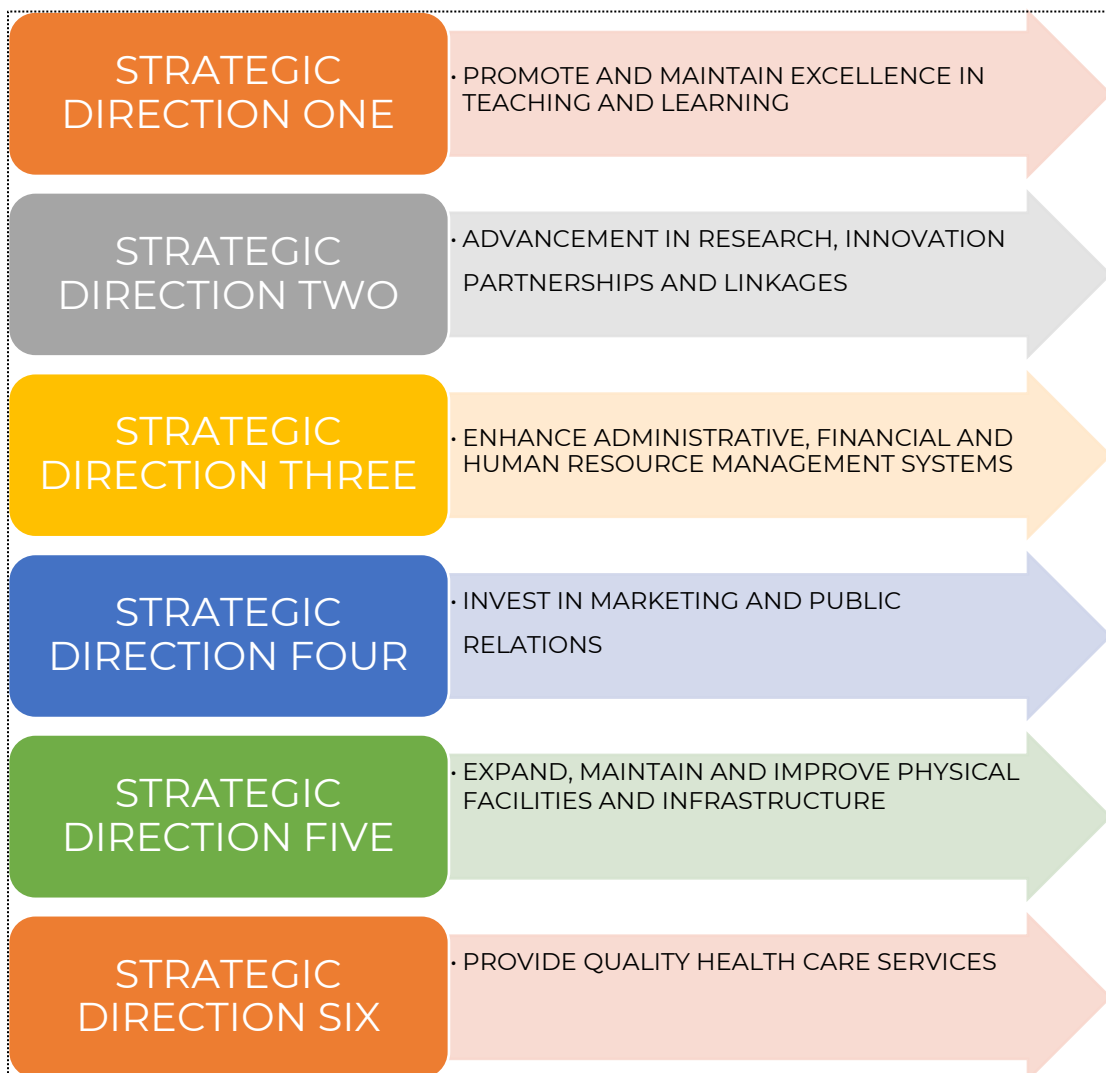 STRATEGIC
DIRECTION ONE
• PROMOTE AND MAINTAIN EXCELLENCE IN
TEACHING AND LEARNING
STRATEGIC
DIRECTION TWO
• ADVANCEMENT IN RESEARCH, INNOVATION
PARTNERSHIPS AND LINKAGES
STRATEGIC
DIRECTION THREE
• ENHANCE ADMINISTRATIVE, FINANCIAL AND
HUMAN RESOURCE MANAGEMENT SYSTEMS
STRATEGIC
DIRECTION FOUR
• INVEST IN MARKETING AND PUBLIC
RELATIONS
STRATEGIC
DIRECTION FIVE
• EXPAND, MAINTAIN AND IMPROVE PHYSICAL
FACILITIES AND INFRASTRUCTURE
STRATEGIC
DIRECTION SIX
• PROVIDE QUALITY HEALTH CARE SERVICES